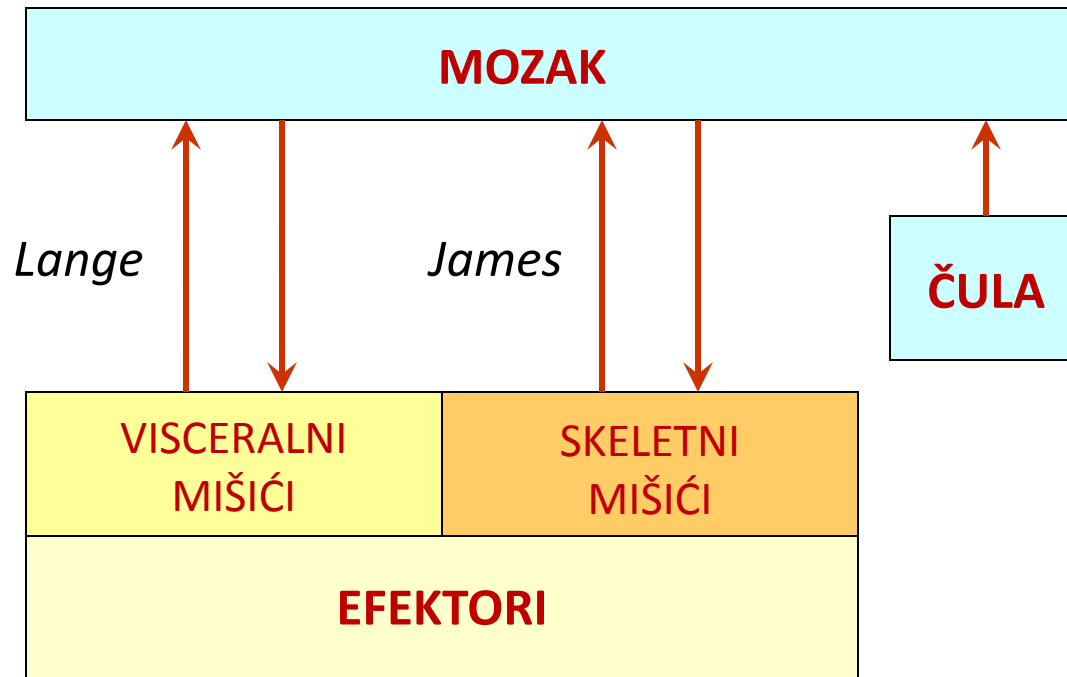 MOZAK
Lange
James
ČULA
VISCERALNI
MIŠIĆI
SKELETNI
MIŠIĆI
EFEKTORI